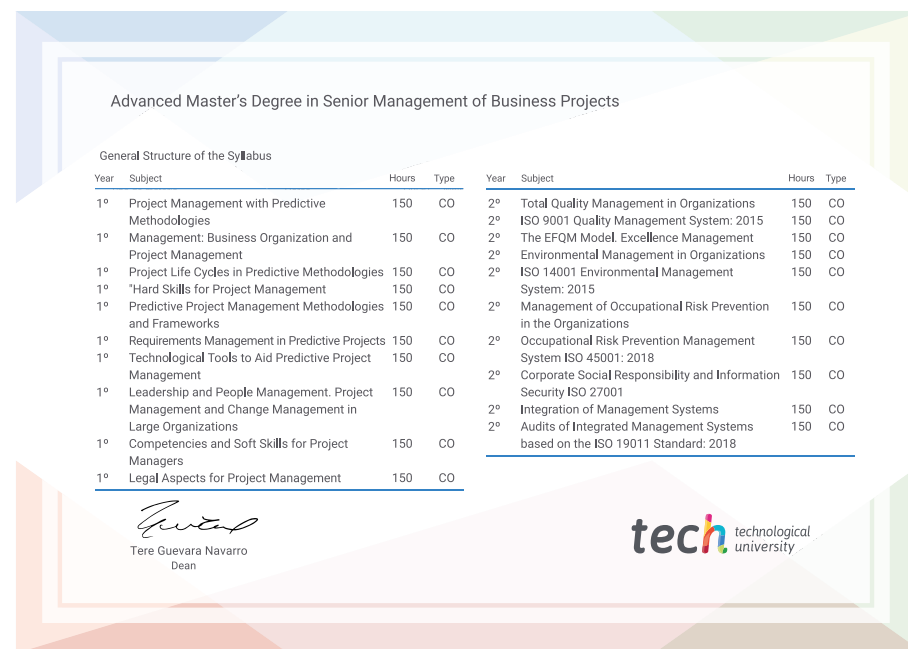 Advanced Master's Degree in Senior Management of Business Projects
General Structure of the Syllabus
Year Subject Hours Type
1º Project Management with Predictive 150 CO
Methodologies
1º Management: Business Organization and 150 CO
Project Management
1º Project Life Cycles in Predictive Methodologies 150 CO
1º "Hard Skills for Project Management 150 CO
1º Predictive Project Management Methodologies 150 CO
and Frameworks
1º Requirements Management in Predictive Projects 150 CO
1º Technological Tools to Aid Predictive Project 150 CO
Management
1º Leadership and People Management. Project 150 CO
Management and Change Management in
Large Organizations
1º Competencies and Soft Skills for Project 150 CO
Managers
1º Legal Aspects for Project Management 150 CO
Year Subject Hours Type
2º Total Quality Management in Organizations 150 CO
2º ISO 9001 Quality Management System: 2015 150 CO
2º The EFQM Model. Excellence Management 150 CO
2º Environmental Management in Organizations 150 CO
2º ISO 14001 Environmental Management 150 CO
System: 2015
2º Management of Occupational Risk Prevention 150 CO
in the Organizations
2º Occupational Risk Prevention Management 150 CO
System ISO 45001: 2018
2º Corporate Social Responsibility and Information 150 CO
Security ISO 27001
2º Integration of Management Systems 150 CO
2º Audits of Integrated Management Systems 150 CO
based on the ISO 19011 Standard: 2018
Tere Guevara Navarro
Dean
tech technological
university